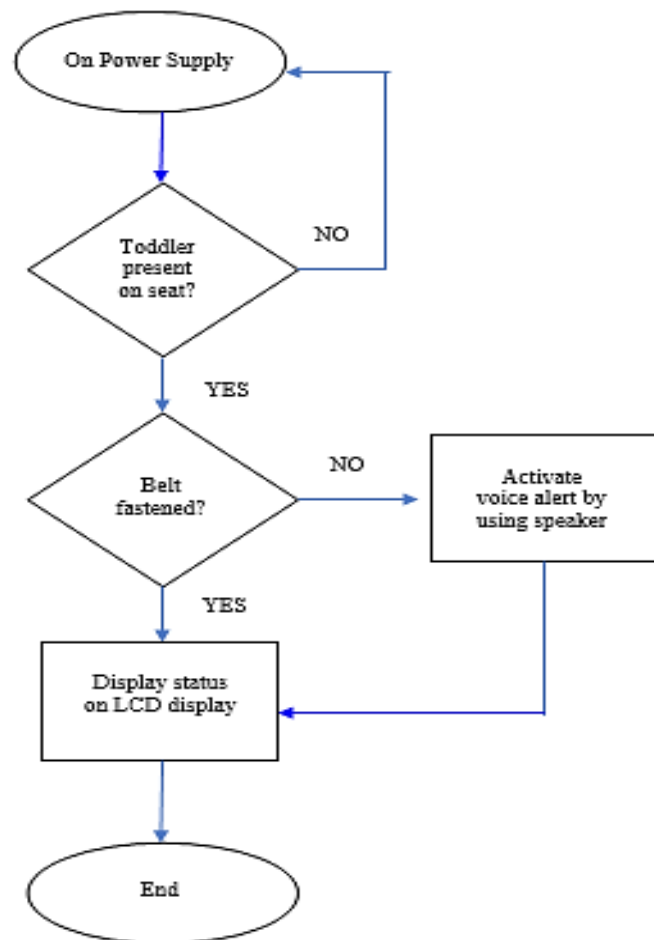 On Power Supply
Toddler
present
on seat?
NO
YES
Belt
fastened?
NO
Activate
voice alert by
using speaker
YES
Display status
on LCD display
End